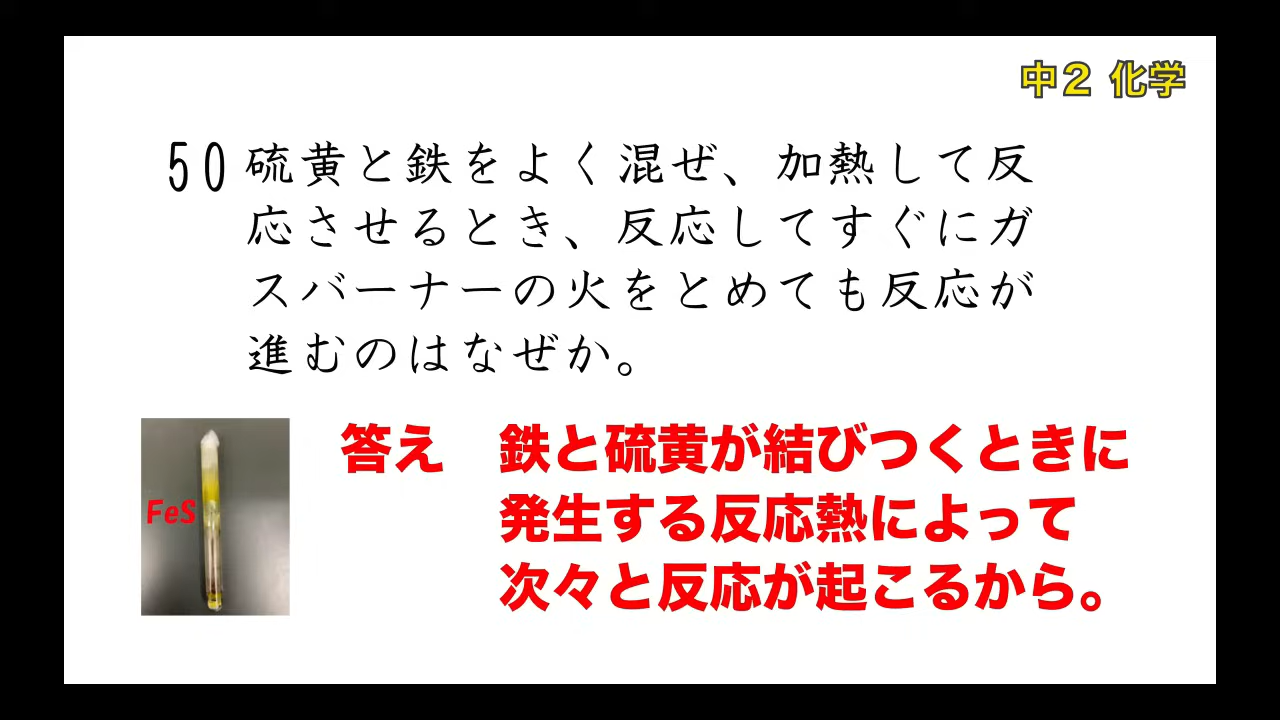 中２ 化学
５０ 硫黄と鉄をよく混ぜ、加熱して反
応させるとき、反応してすぐにガ
スバーナーの火をとめても反応が
進むのはなぜか。
答え 鉄と硫黄が結びつくときに
発生する反応熱によって
次々と反応が起こるから。
FeS